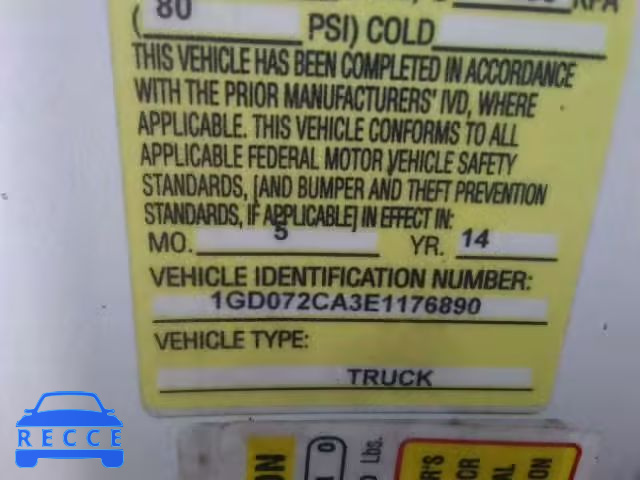 ( 80 PSI) COLD
THIS VEHICLE HAS BEEN COMPLETED IN ACCORDANCE
WITH THE PRIOR MANUFACTURERS' IVD, WHERE
APPLICABLE. THIS VEHICLE CONFORMS TO ALL
APPLICABLE FEDERAL MOTOR VEHICLE SAFETY
STANDARDS, [AND BUMPER AND THEFT PREVENTION
STANDARDS, IF APPLICABLE] IN EFFECT IN:
MO. 5 YR. 14
VEHICLE IDENTIFICATION NUMBER:
1GD072CA3E1176890
VEHICLE TYPE:
TRUCK
RECCE
Lbs.